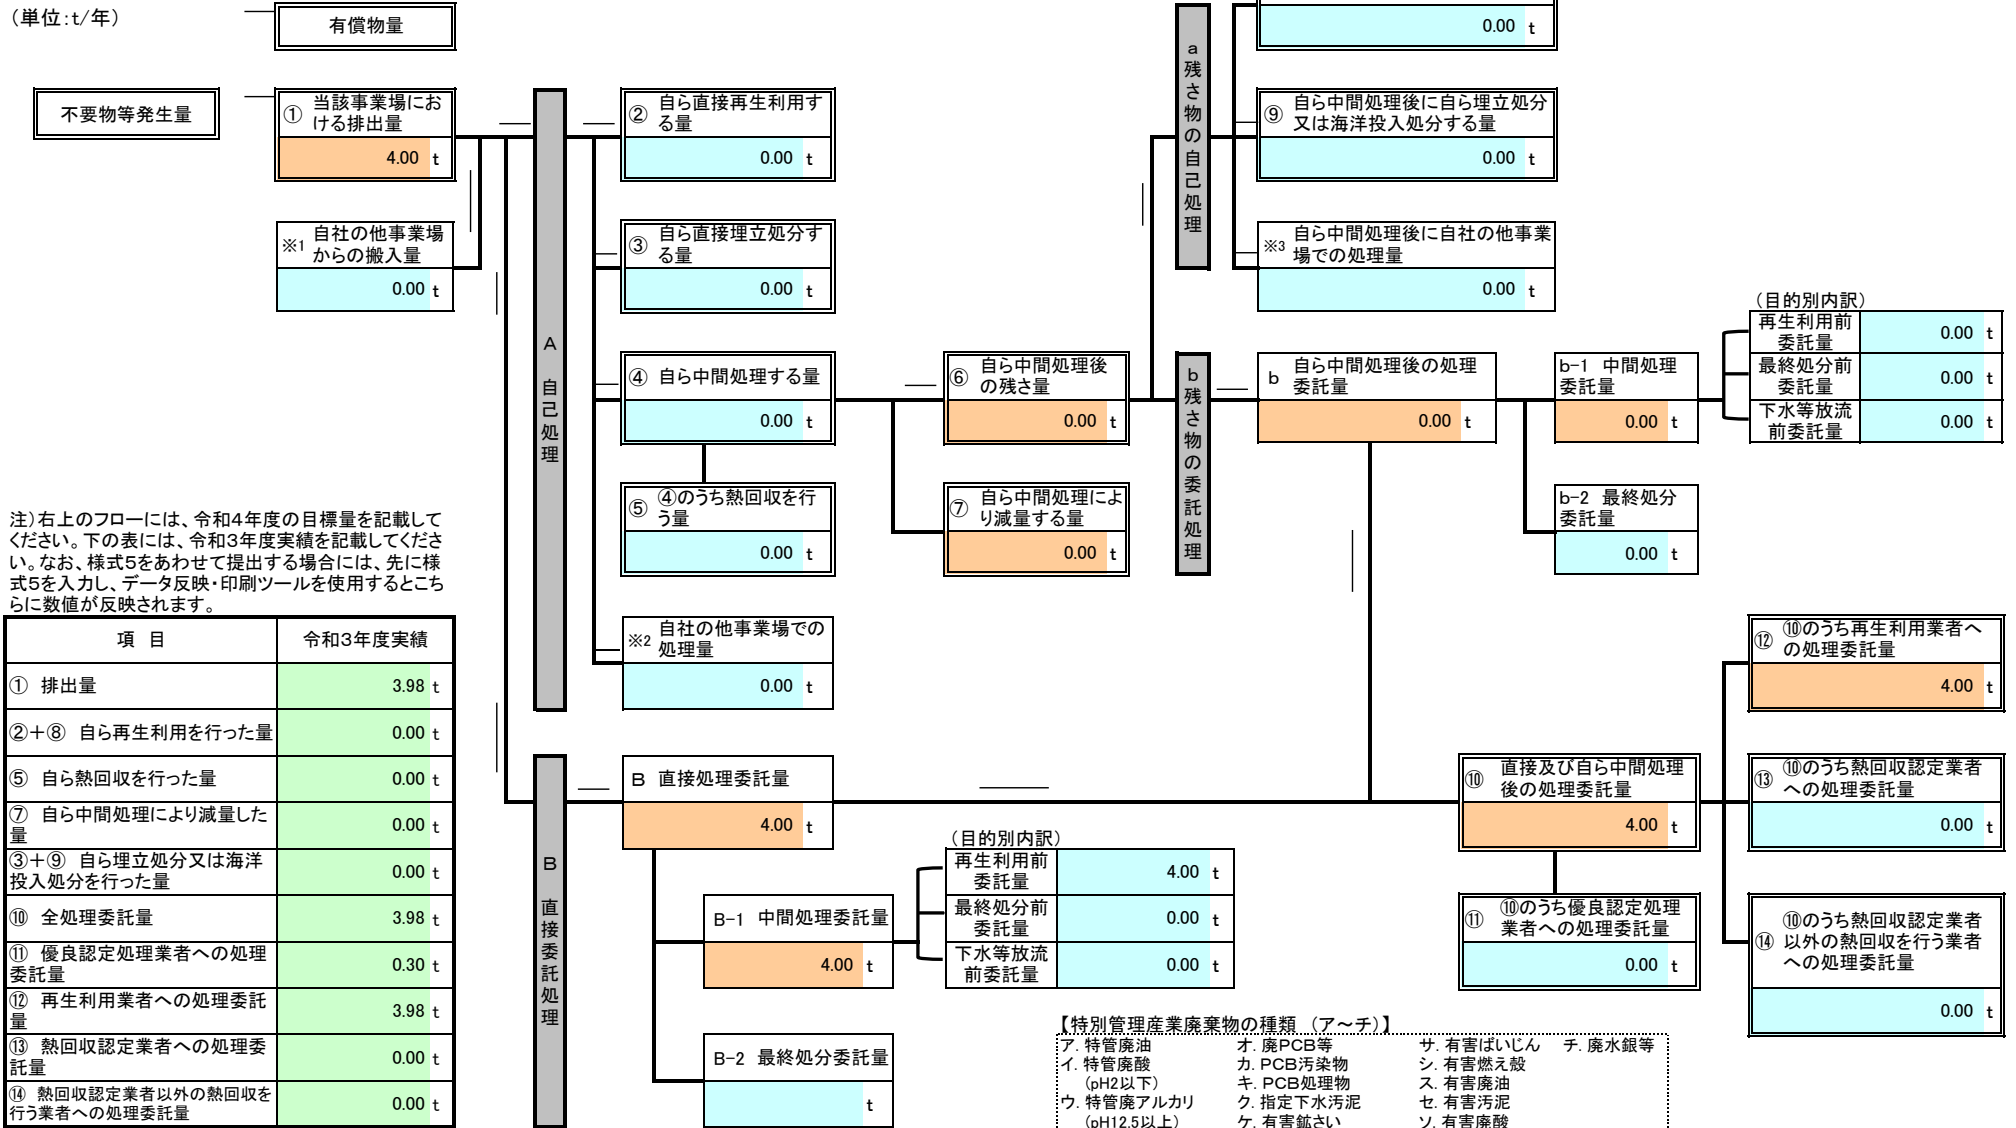 （単位：t/年）
有償物量
0.00 t
不要物等発生量
① 当該事業場にお
ける排出量
4.00 t
※1 自社の他事業場
からの搬入量
0.00 t
A 自己処理
② 自ら直接再生利用す
る量
0.00 t
③ 自ら直接埋立処分す
る量
0.00 t
④ 自ら中間処理する量
0.00 t
⑤ ④のうち熱回収を行
う量
0.00 t
※2 自社の他事業場での
処理量
0.00 t
⑥ 自ら中間処理後
の残さ量
0.00 t
⑦ 自ら中間処理によ
り減量する量
0.00 t
a 残さ物の自己処理
⑨ 自ら中間処理後に自ら埋立処分
又は海洋投入処分する量
0.00 t
※3 自ら中間処理後に自社の他事業
場での処理量
0.00 t
b 残さ物の委託処理
b 自ら中間処理後の処理
委託量
0.00 t
b-1 中間処理
委託量
0.00 t
b-2 最終処分
委託量
0.00 t
（目的別内訳）
再生利用前
委託量 0.00 t
最終処分前
委託量 0.00 t
下水等放流
前委託量 0.00 t
注）右上のフローには、令和４年度の目標量を記載して
ください。下の表には、令和３年度実績を記載してくださ
い。なお、様式５をあわせて提出する場合には、先に様
式５を入力し、データ反映・印刷ツールを使用するとこち
らに数値が反映されます。
項 目 令和３年度実績
① 排出量 3.98 t
②＋⑧ 自ら再生利用を行った量 0.00 t
⑤ 自ら熱回収を行った量 0.00 t
⑦ 自ら中間処理により減量した
量 0.00 t
③＋⑨ 自ら埋立処分又は海洋
投入処分を行った量 0.00 t
⑩ 全処理委託量 3.98 t
⑪ 優良認定処理業者への処理
委託量 0.30 t
⑫ 再生利用業者への処理委託
量 3.98 t
⑬ 熱回収認定業者への処理委
託量 0.00 t
⑭ 熱回収認定業者以外の熱回収を
行う業者への処理委託量 0.00 t
B 直接委託処理
B 直接処理委託量
4.00 t
B-1 中間処理委託量
4.00 t
B-2 最終処分委託量
t
（目的別内訳）
再生利用前
委託量 4.00 t
最終処分前
委託量 0.00 t
下水等放流
前委託量 0.00 t
⑩ 直接及び自ら中間処理
後の処理委託量
4.00 t
⑪ ⑩のうち優良認定処理
業者への処理委託量
0.00 t
⑫ ⑩のうち再生利用業者へ
の処理委託量
4.00 t
⑬ ⑩のうち熱回収認定業者
への処理委託量
0.00 t
⑭ ⑩のうち熱回収認定業者
以外の熱回収を行う業者
への処理委託量
0.00 t
【特別管理産業廃棄物の種類 （ア～チ）】
ア. 特管廃油 オ. 廃PCB等 サ. 有害ばいじん チ. 廃水銀等
イ. 特管廃酸 カ. PCB汚染物 シ. 有害燃え殻
（pH2以下） キ. PCB処理物 ス. 有害廃油
ウ. 特管廃アルカリ ク. 指定下水汚泥 セ. 有害汚泥
（pH12.5以上） ケ. 有害鉱さい ソ. 有害廃酸